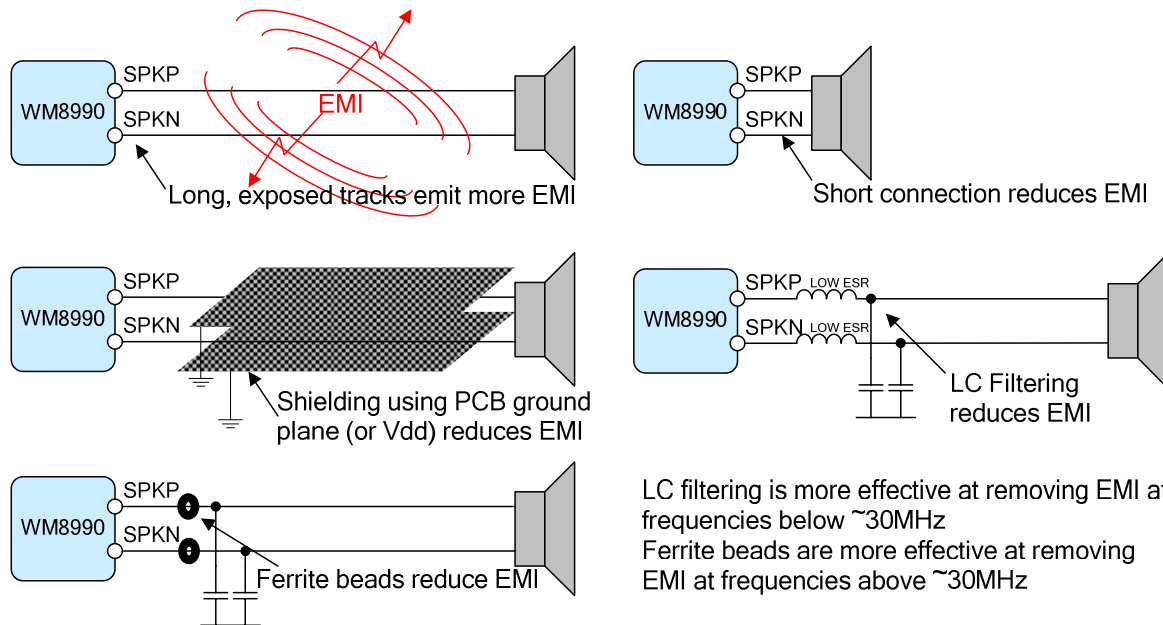 SPKP
WM8990
EMI
SPKN
Long, exposed tracks emit more EMI
SPKP
WM8990
SPKN
Short connection reduces EMI
SPKP
WM8990
SPKN
Shielding using PCB ground
plane (or Vdd) reduces EMI
SPKP LOW ESR
WM8990
SPKN LOW ESR
LC Filtering
reduces EMI
SPKP
WM8990
SPKN
Ferrite beads reduce EMI
LC filtering is more effective at removing EMI at
frequencies below ~30MHz
Ferrite beads are more effective at removing
EMI at frequencies above ~30MHz